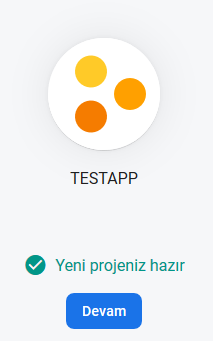 TESTAPP
Yeni projeniz hazır
Devam